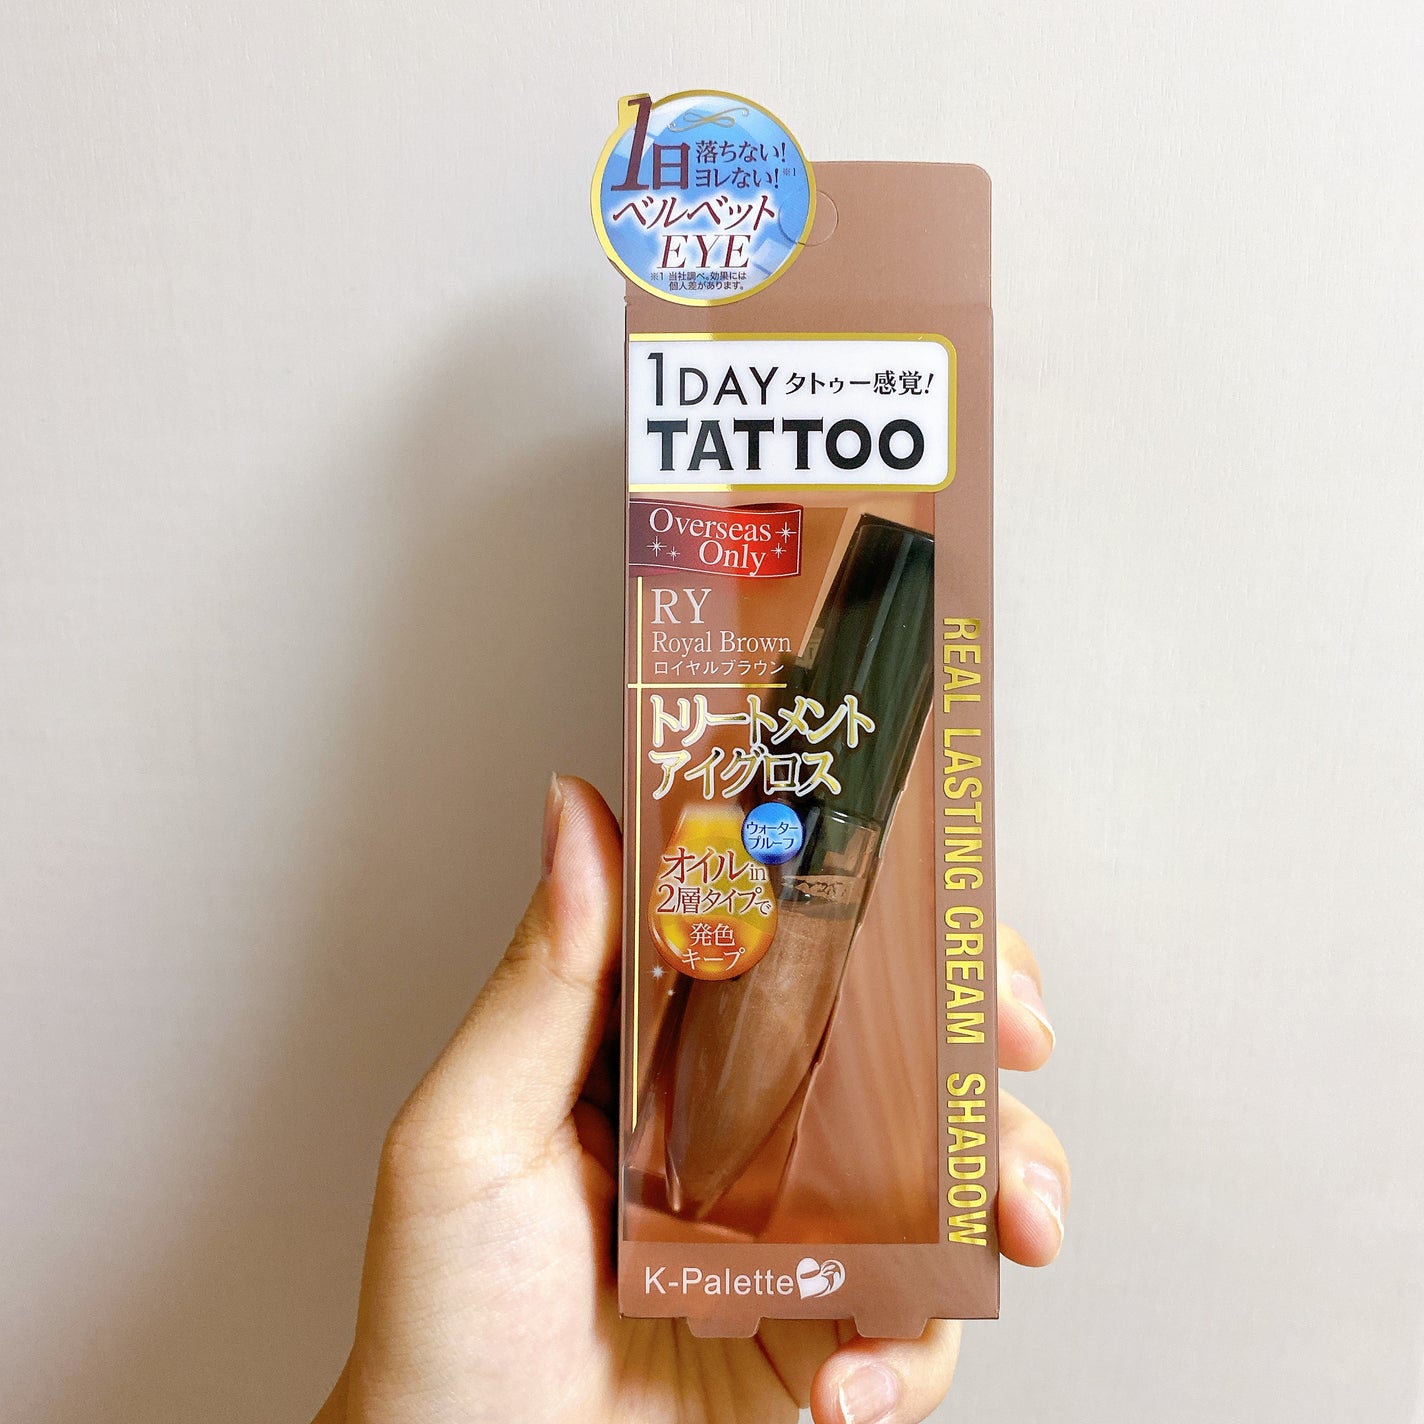 1日
落ちない!
ヨレない!※1
ベルベット
EYE
※1 当社調べ。効果には
個人差があります。
1DAY タトゥー感覚!
TATTOO
Overseas
Only
RY
Royal Brown
ロイヤルブラウン
トリートメント
アイグロス
ウォーター
プルーフ
オイルin
2層タイプで
発色
キープ
REAL LASTING CREAM SHADOW
K-Palette